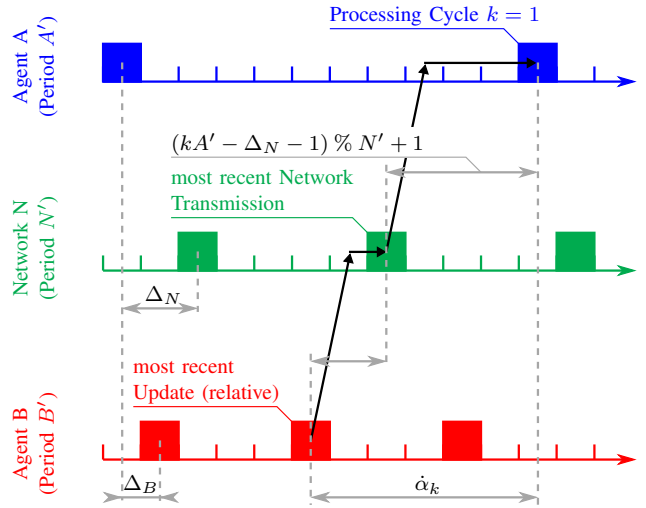 Processing Cycle k = 1
Agent A
(Period A′)
(kA′ − Δ_N − 1) % N′ + 1
most recent Network
Transmission
Network N
(Period N′)
Δ_N
most recent
Update (relative)
Agent B
(Period B′)
Δ_B
α̇_k